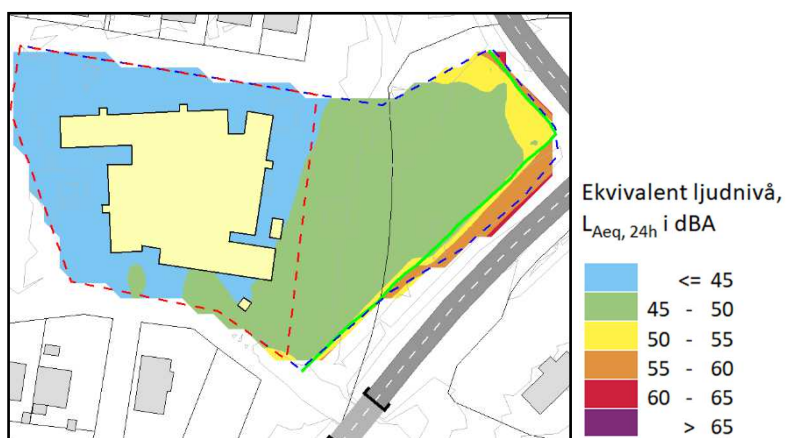 Ekvivalent ljudnivå,
LAeq, 24h i dBA
<= 45
45 - 50
50 - 55
55 - 60
60 - 65
> 65